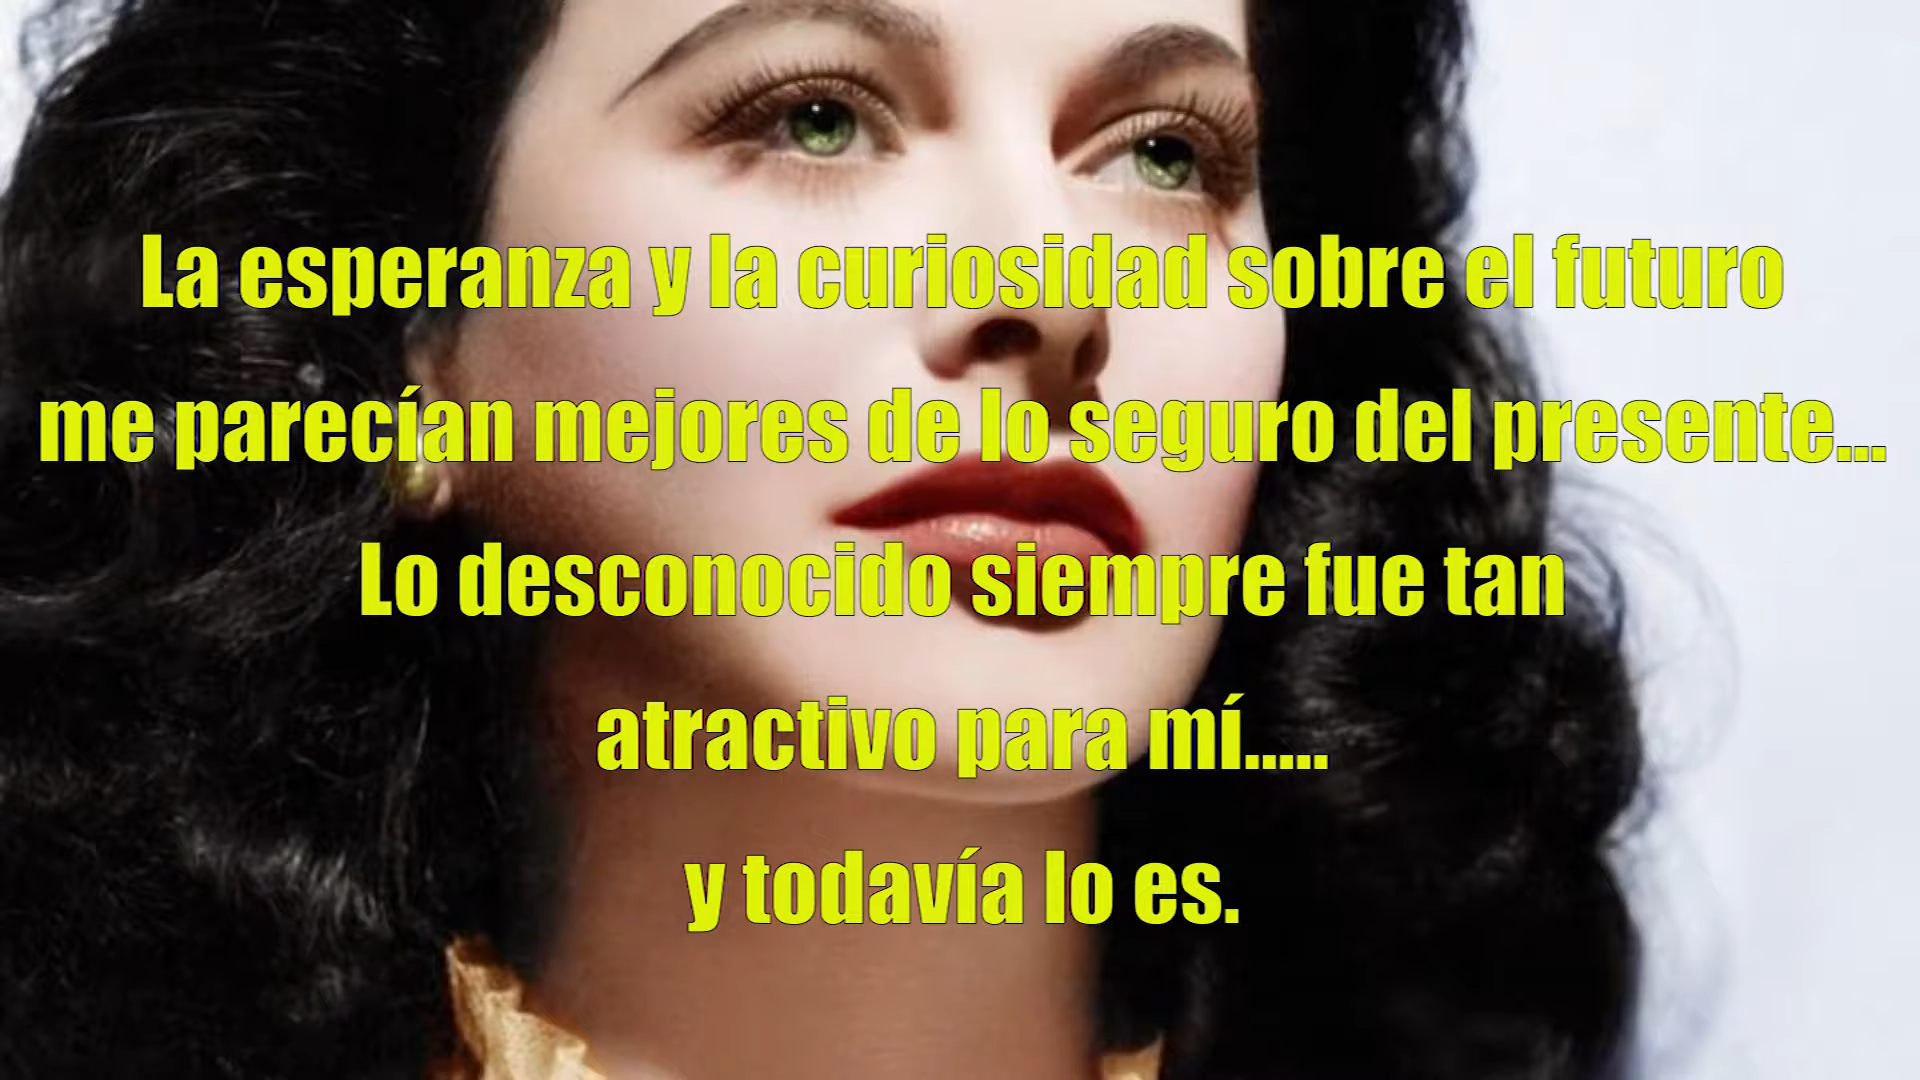 La esperanza y la curiosidad sobre el futuro
me parecían mejores de lo seguro del presente...
Lo desconocido siempre fue tan
atractivo para mí.....
y todavía lo es.